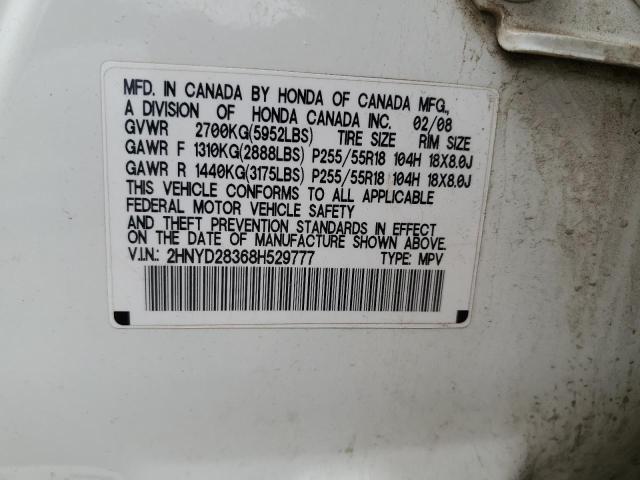 MFD. IN CANADA BY HONDA OF CANADA MFG.,
A DIVISION OF HONDA CANADA INC. 02/08
GVWR 2700KG(5952LBS) TIRE SIZE RIM SIZE
GAWR F 1310KG(2888LBS) P255/55R18 104H 18X8.0J
GAWR R 1440KG(3175LBS) P255/55R18 104H 18X8.0J
THIS VEHICLE CONFORMS TO ALL APPLICABLE
FEDERAL MOTOR VEHICLE SAFETY
AND THEFT PREVENTION STANDARDS IN EFFECT
ON THE DATE OF MANUFACTURE SHOWN ABOVE.
V.I.N.: 2HNYD28368H529777 TYPE: MPV